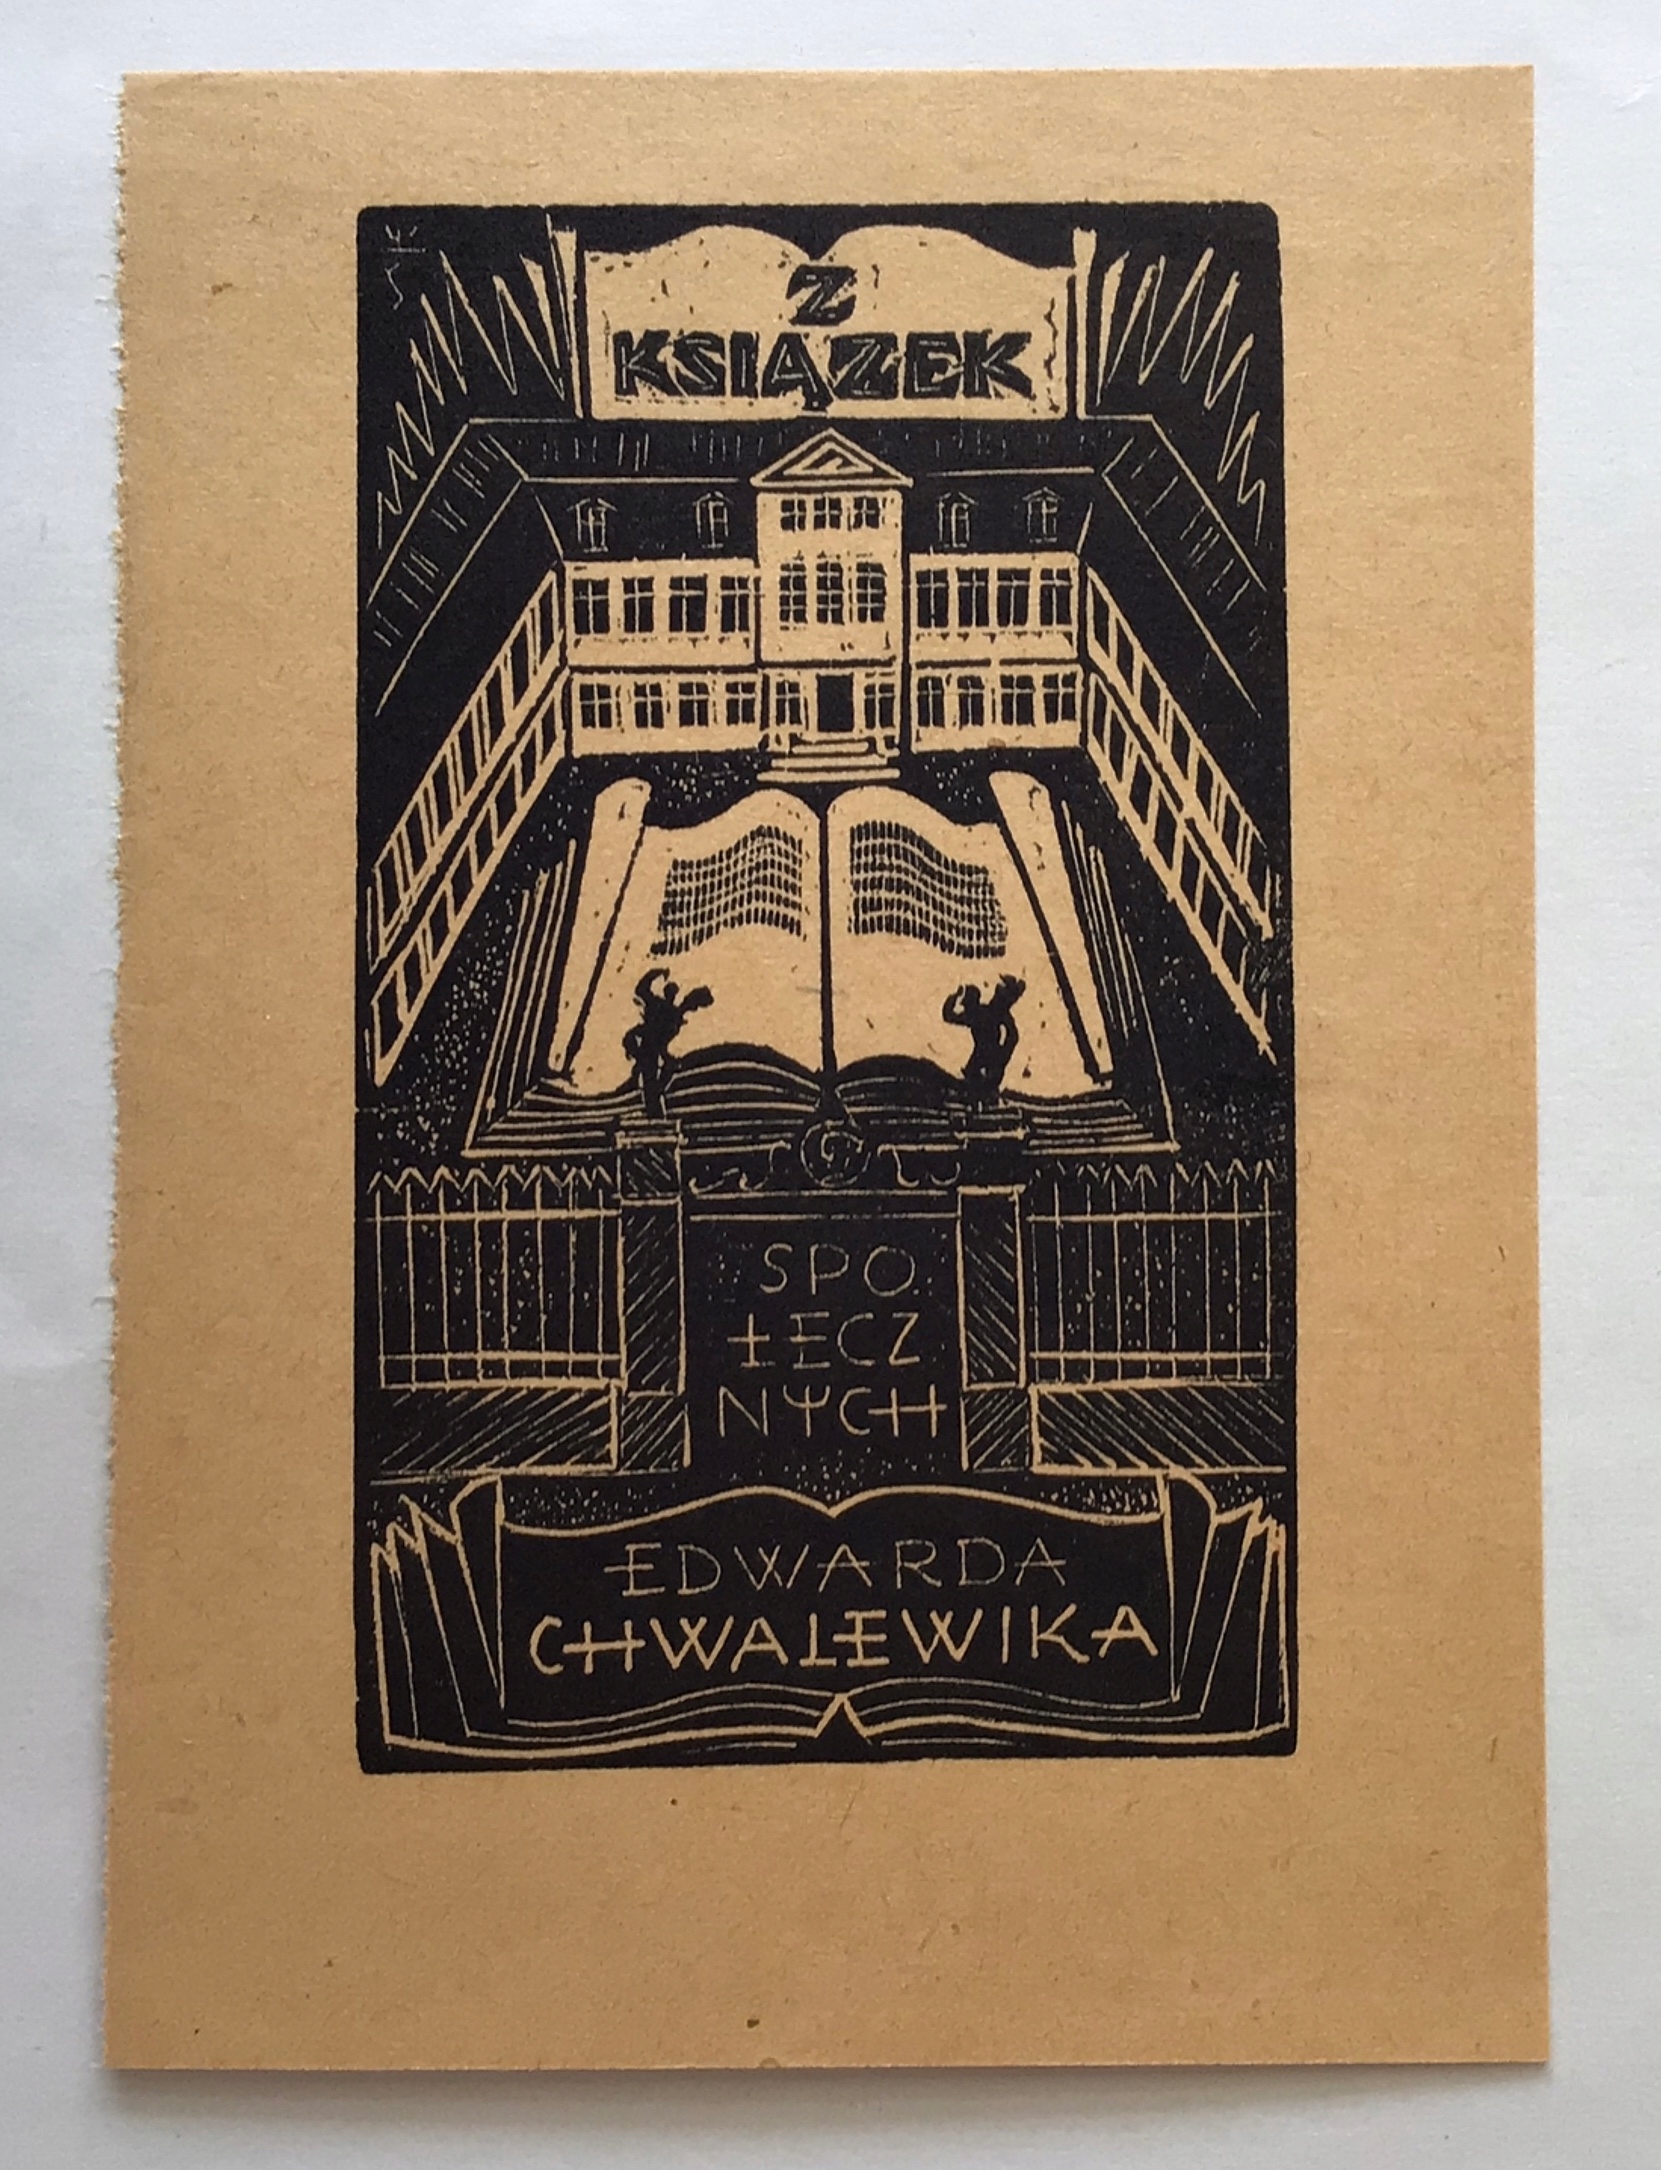 Z
KSIĄŻEK
SPO
ŁECZ
NYCH
EDWARDA
CHWALEWIKA